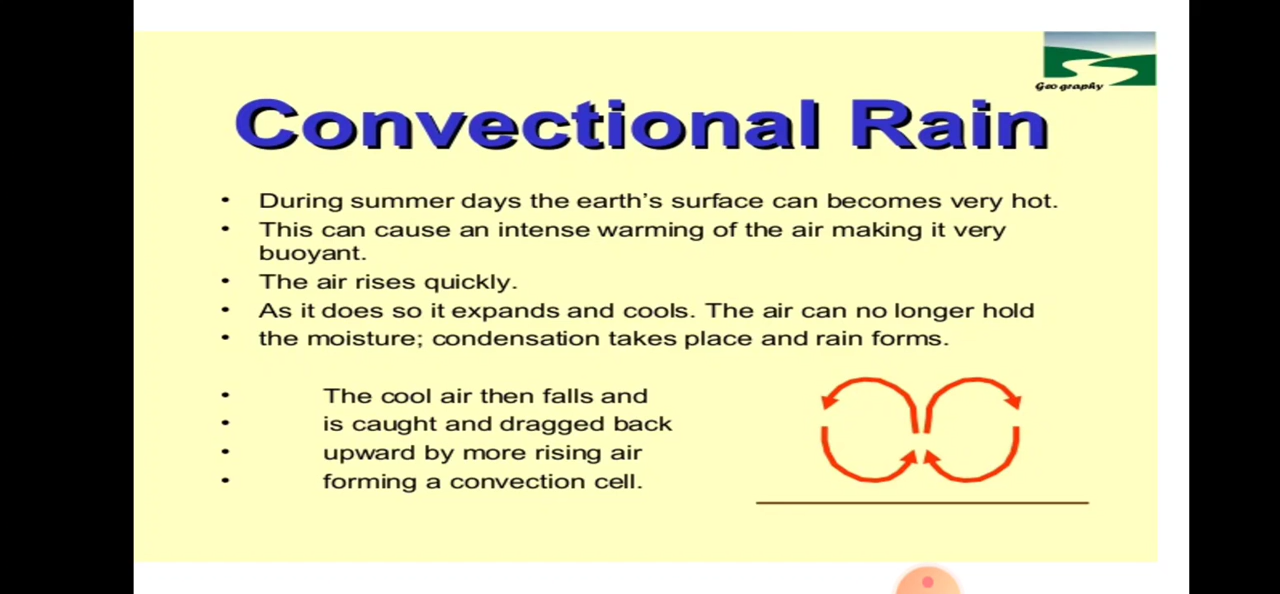 Geography
Convectional Rain
• During summer days the earth's surface can becomes very hot.
• This can cause an intense warming of the air making it very
buoyant.
• The air rises quickly.
• As it does so it expands and cools. The air can no longer hold
• the moisture; condensation takes place and rain forms.
• The cool air then falls and
• is caught and dragged back
• upward by more rising air
• forming a convection cell.